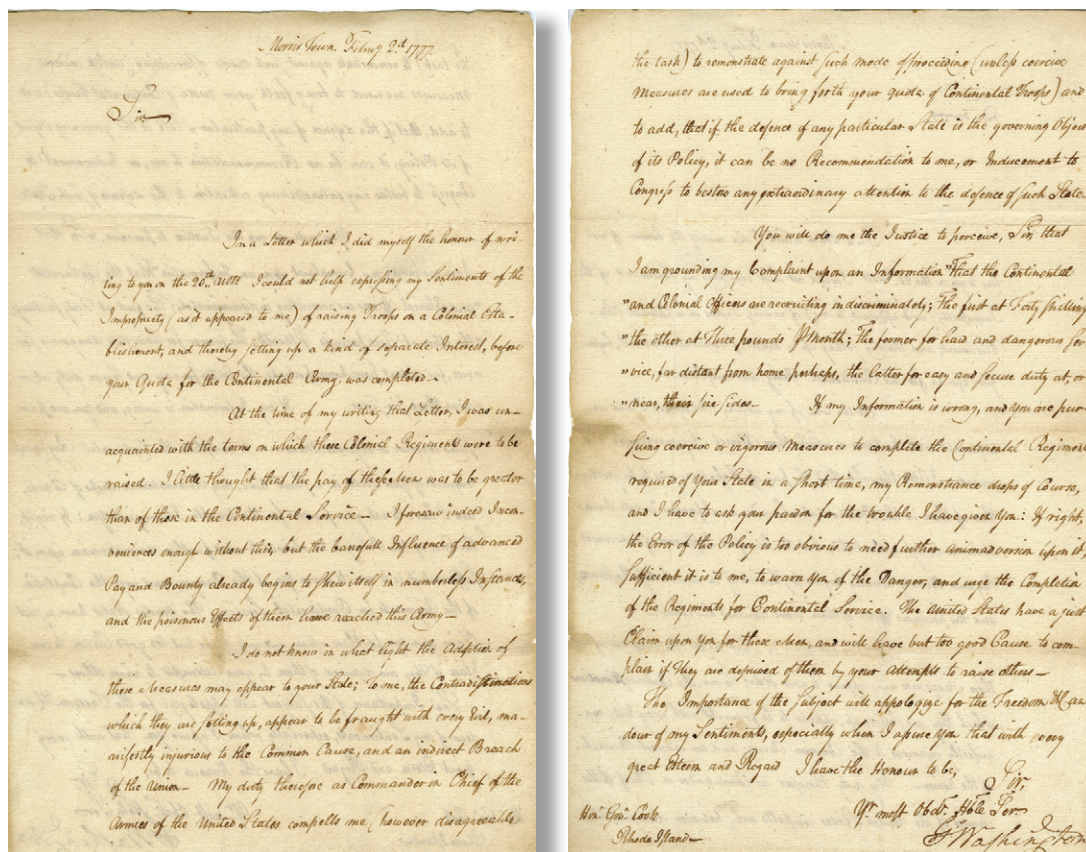 Morris Town Febuy 2d. 1777.
Sir
In a Letter which I did myself the honour of wri-
ting to you on the 20th. Ulto. I could not help expressing my Sentiments of the
Impropriety (as it appeared to me) of raising Troops on a Colonial Esta-
blishment, and thereby setting up a kind of separate Interest, before
your Quota for the Continental Army, was completed.-
At the time of my writing that Letter, I was un-
acquainted with the terms on which these Colonial Regiments were to be
raised. I little thought that the pay of these Men was to be greater
than of those in the Continental Service- I foresaw indeed Incon-
veniences enough without this, but the banefull Influence of advanced
Pay and Bounty already begins to shew itself in numberless Instances,
and the poisonous Effects of them have reached this Army-
I do not know in what light the Adoption of
these Measures may appear to your State; To me, the Contradistinctions
which they are setting up, appear to be fraught with every Evil, ma-
nifestly injurious to the Common Cause, and an indirect Breach
of the Union- My duty therefore as Commander in Chief of the
Armies of the United States compells me (however disagreeable
the task) to remonstrate against such mode of proceeding (unless coercive
measures are used to bring forth your quota of Continental Troops) and
to add, that if the defence of any particular State is the governing Object
of its Policy, it can be no Recommendation to me, or Inducement to
Congress to bestow any extraordinary attention to the defence of such State.
You will do me the Justice to perceive, Sir, that
I am grounding my Complaint upon an Information "That the Continental
"and Colonial Officers are recruiting indiscriminately; The first at Forty Shillings
"the other at Three pounds P Month; The former for hard and dangerous ser-
vice, far distant from home perhaps, the latter for easy and secure duty at, or
"near, their fire sides- If my Information is wrong, and you are pur-
suing coercive or vigorous Measures to complete the Continental Regiments
required of your State in a short time, my Remonstrance drops of Course,
and I have to ask your pardon for the trouble I have given You: If right
the Error of the Policy is too obvious to need further animadversion upon it,
Sufficient it is to me, to warn you of the Danger, and urge the Completion
of the Regiments for Continental Service. The United States have a just
Claim upon You for these Men, and will have but too good Cause to com-
plain if They are deprived of them by your Attempts to raise others-
The Importance of the Subject will appologize for the Freedom & Can
dour of my Sentiments, especially when I assure You that with every
great Esteem and Regard I have the Honour to be,
Sir,
Yr. most Obdt. Hble Ser
Go Washington
Honl. Govr. Cook
Rhode Island-